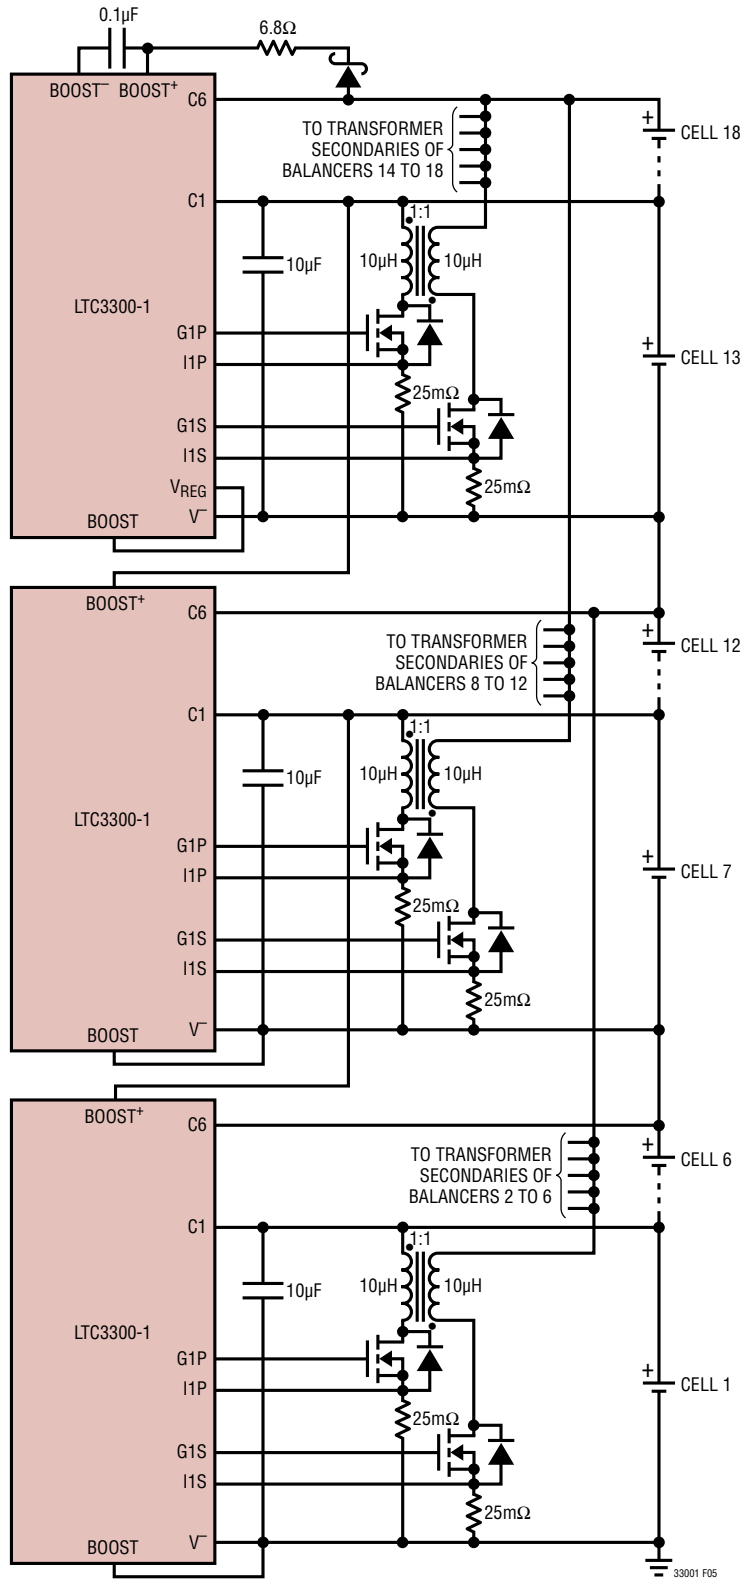 0.1µF
6.8Ω
BOOST– BOOST+
C6
+
CELL 18
TO TRANSFORMER
SECONDARIES OF
BALANCERS 14 TO 18
C1
1:1
10µF
10µH
10µH
LTC3300-1
G1P
+
CELL 13
I1P
25mΩ
G1S
I1S
25mΩ
VREG
BOOST
V–
BOOST+
C6
+
CELL 12
TO TRANSFORMER
SECONDARIES OF
BALANCERS 8 TO 12
C1
1:1
10µF
10µH
10µH
LTC3300-1
G1P
+
CELL 7
I1P
25mΩ
G1S
I1S
25mΩ
BOOST
V–
BOOST+
C6
+
CELL 6
TO TRANSFORMER
SECONDARIES OF
BALANCERS 2 TO 6
C1
1:1
10µF
10µH
10µH
LTC3300-1
G1P
+
CELL 1
I1P
25mΩ
G1S
I1S
25mΩ
BOOST
V–
33001 F05